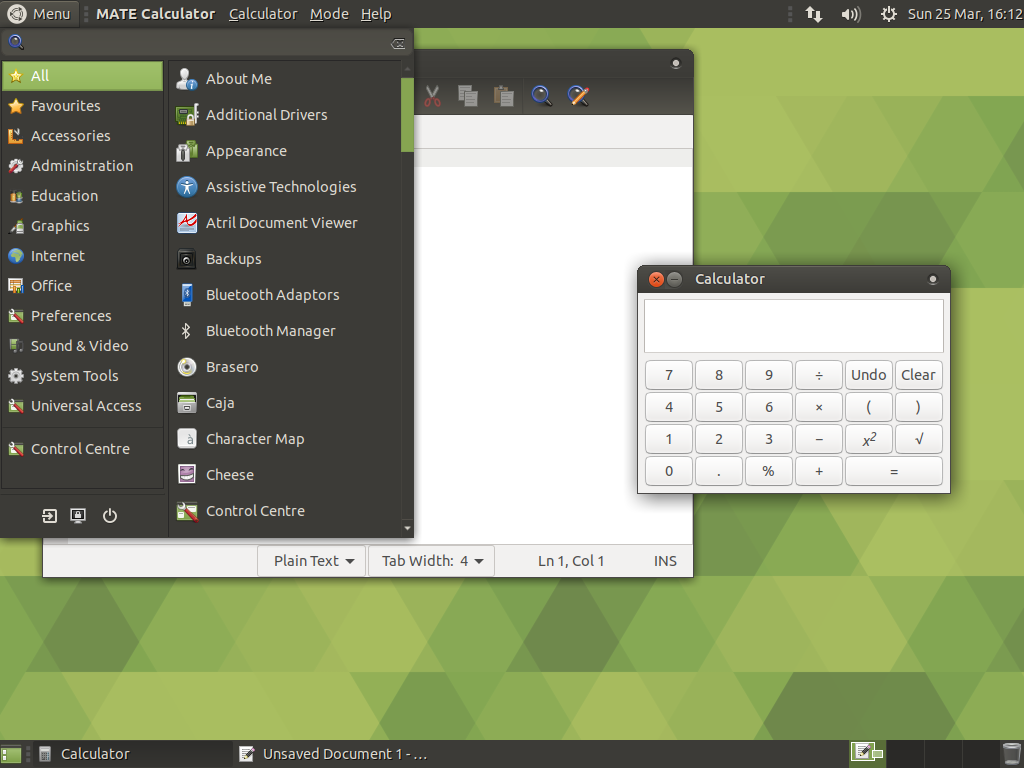 Menu MATE Calculator Calculator Mode Help Sun 25 Mar, 16:12
All
Favourites
Accessories
Administration
Education
Graphics
Internet
Office
Preferences
Sound & Video
System Tools
Universal Access
Control Centre
About Me
Additional Drivers
Appearance
Assistive Technologies
Atril Document Viewer
Backups
Bluetooth Adaptors
Bluetooth Manager
Brasero
Caja
Character Map
Cheese
Control Centre
Calculator
7 8 9 ÷ Undo Clear
4 5 6 × ( )
1 2 3 − x² √
0 . % + =
Plain Text Tab Width: 4 Ln 1, Col 1 INS
Calculator Unsaved Document 1 - ...